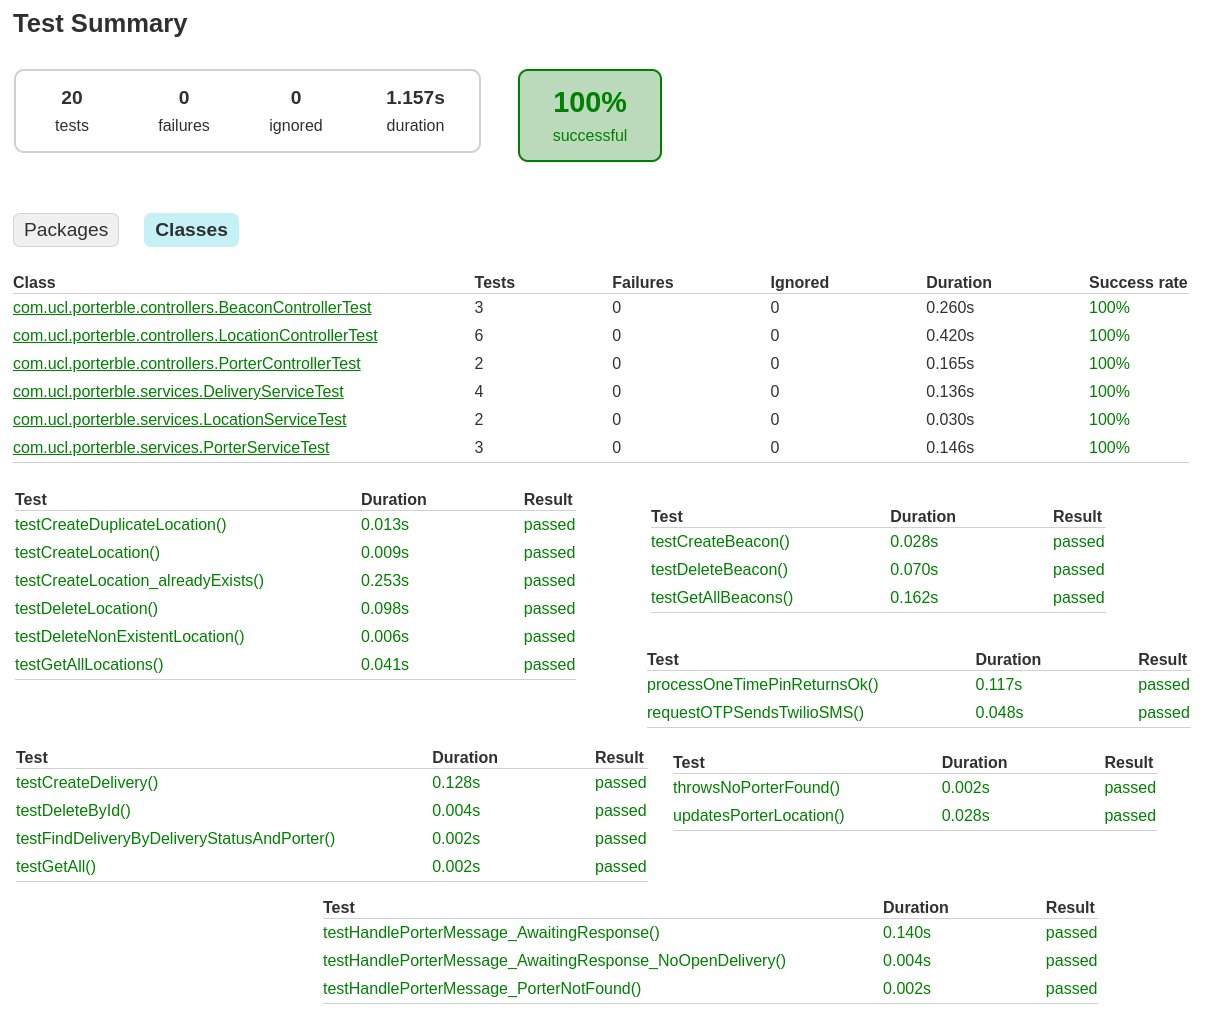 Test Summary
20 0 0 1.157s
tests failures ignored duration
100%
successful
Packages Classes
Class Tests Failures Ignored Duration Success rate
com.ucl.porterble.controllers.BeaconControllerTest 3 0 0 0.260s 100%
com.ucl.porterble.controllers.LocationControllerTest 6 0 0 0.420s 100%
com.ucl.porterble.controllers.PorterControllerTest 2 0 0 0.165s 100%
com.ucl.porterble.services.DeliveryServiceTest 4 0 0 0.136s 100%
com.ucl.porterble.services.LocationServiceTest 2 0 0 0.030s 100%
com.ucl.porterble.services.PorterServiceTest 3 0 0 0.146s 100%
Test Duration Result
testCreateDuplicateLocation() 0.013s passed
testCreateLocation() 0.009s passed
testCreateLocation_alreadyExists() 0.253s passed
testDeleteLocation() 0.098s passed
testDeleteNonExistentLocation() 0.006s passed
testGetAllLocations() 0.041s passed
Test Duration Result
testCreateBeacon() 0.028s passed
testDeleteBeacon() 0.070s passed
testGetAllBeacons() 0.162s passed
Test Duration Result
processOneTimePinReturnsOk() 0.117s passed
requestOTPSendsTwilioSMS() 0.048s passed
Test Duration Result
testCreateDelivery() 0.128s passed
testDeleteById() 0.004s passed
testFindDeliveryByDeliveryStatusAndPorter() 0.002s passed
testGetAll() 0.002s passed
Test Duration Result
throwsNoPorterFound() 0.002s passed
updatesPorterLocation() 0.028s passed
Test Duration Result
testHandlePorterMessage_AwaitingResponse() 0.140s passed
testHandlePorterMessage_AwaitingResponse_NoOpenDelivery() 0.004s passed
testHandlePorterMessage_PorterNotFound() 0.002s passed